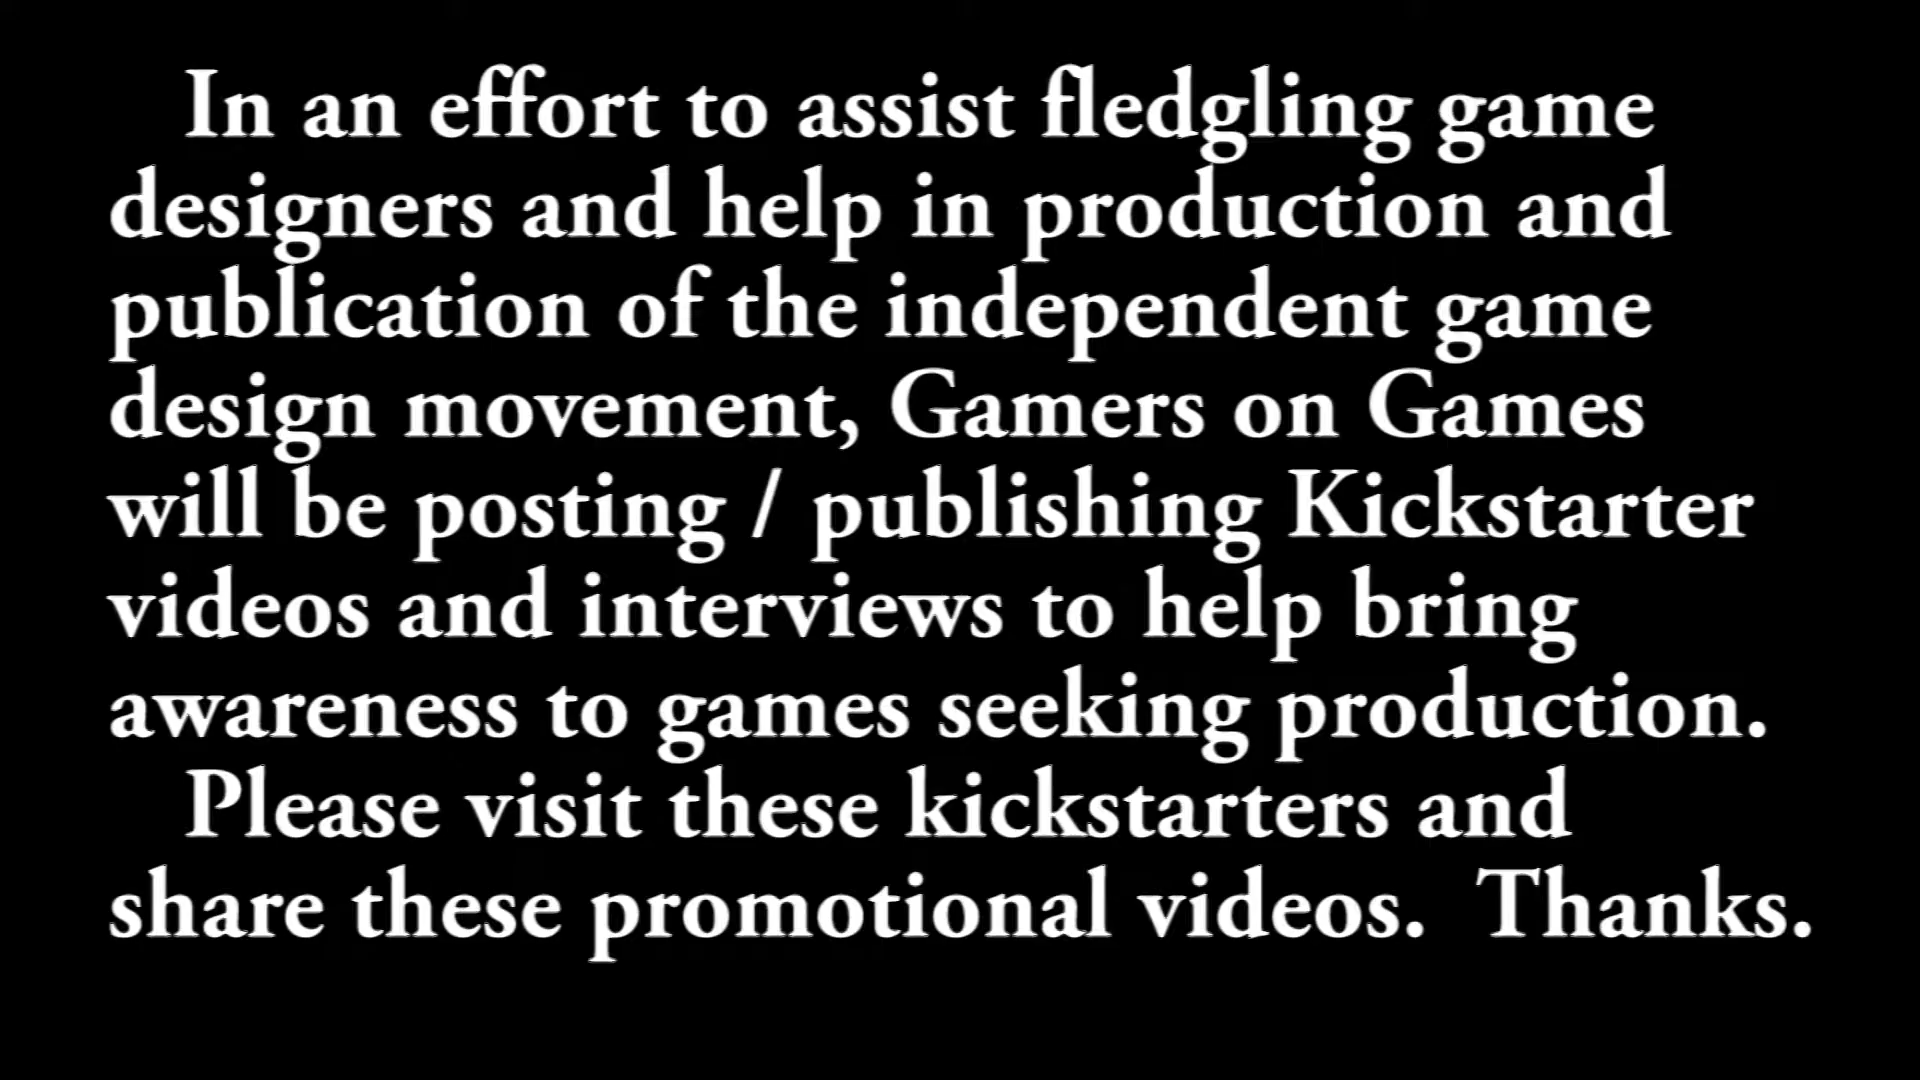 In an effort to assist fledgling game
designers and help in production and
publication of the independent game
design movement, Gamers on Games
will be posting / publishing Kickstarter
videos and interviews to help bring
awareness to games seeking production.
Please visit these kickstarters and
share these promotional videos.  Thanks.